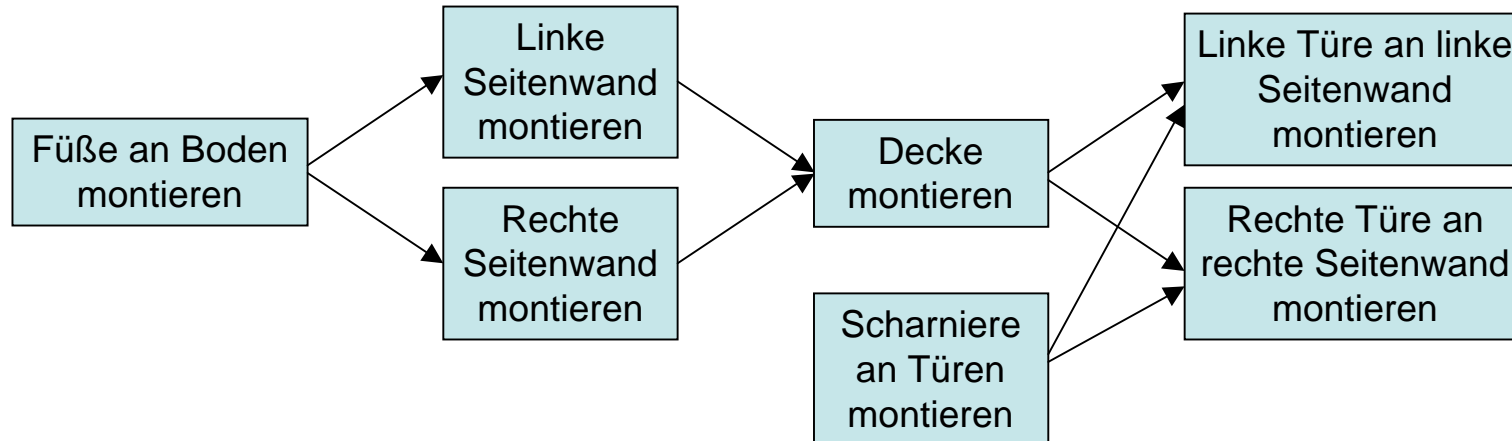 Füße an Boden
montieren
Linke
Seitenwand
montieren
Rechte
Seitenwand
montieren
Decke
montieren
Scharniere
an Türen
montieren
Linke Türe an linke
Seitenwand
montieren
Rechte Türe an
rechte Seitenwand
montieren